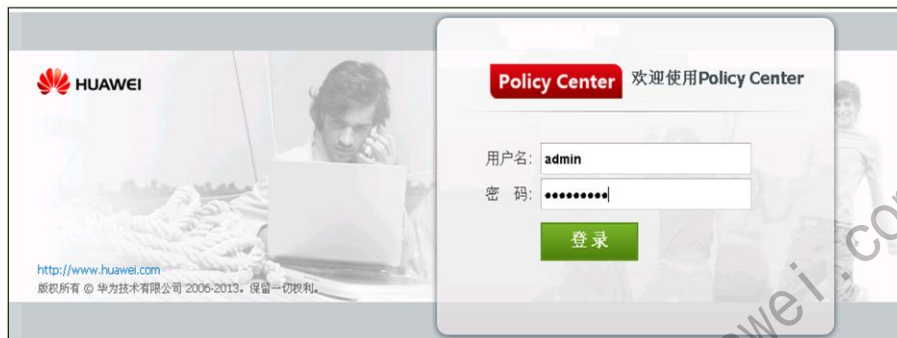 HUAWEI
Policy Center 欢迎使用Policy Center
用户名: admin
密 码: •••••••••
登录
http://www.huawei.com
版权所有 © 华为技术有限公司 2006-2013。保留一切权利。